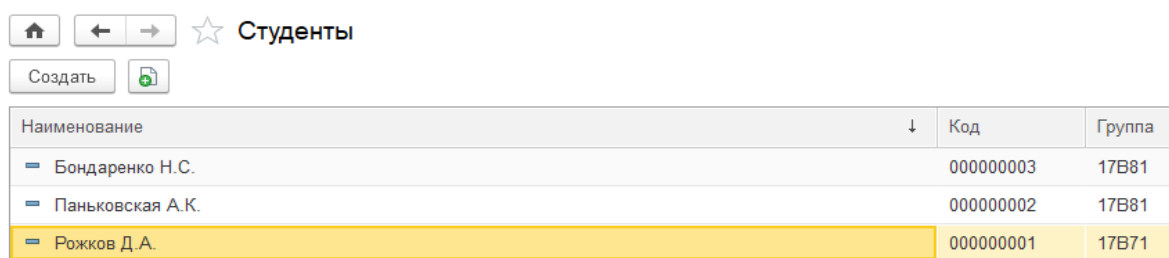 Студенты
Создать
Наименование ↓ Код Группа
Бондаренко Н.С. 000000003 17В81
Паньковская А.К. 000000002 17В81
Рожков Д.А. 000000001 17В71